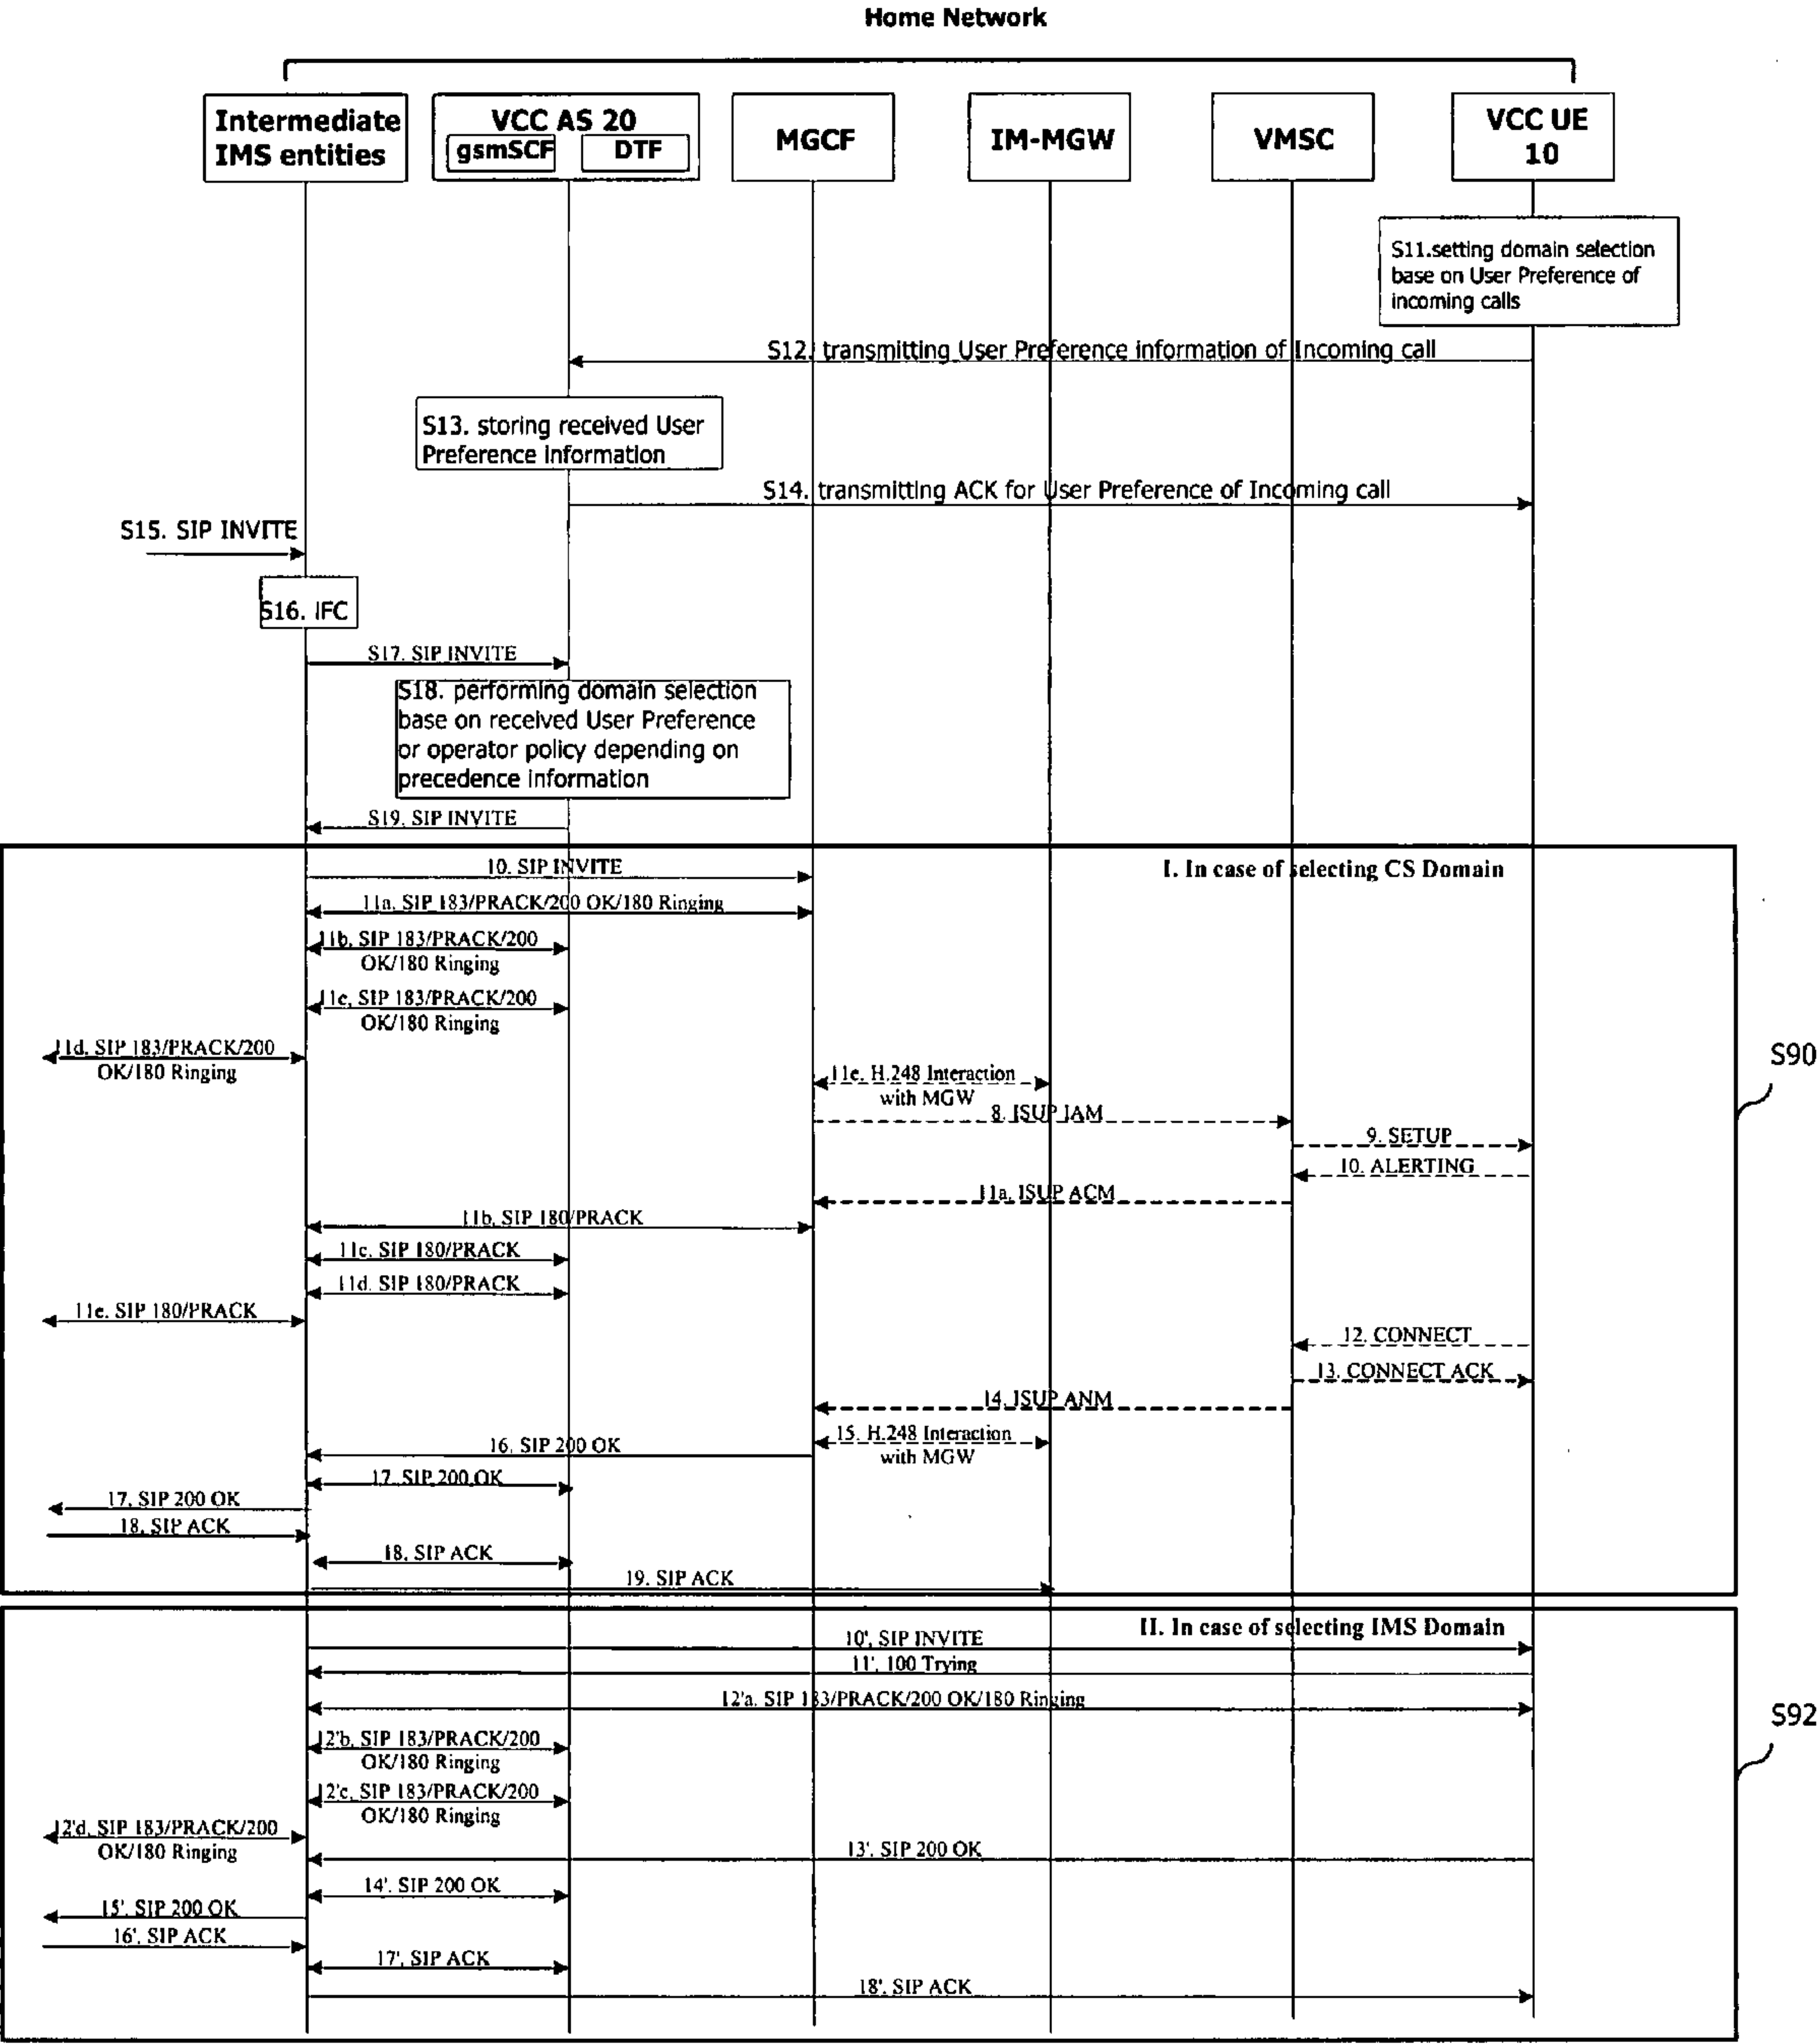 Home Network
Intermediate
IMS entities
VCC AS 20
gsmSCF
DTF
MGCF
IM-MGW
VMSC
VCC UE
10
S11.setting domain selection
base on User Preference of
incoming calls
S12. transmitting User Preference information of Incoming call
S13. storing received User
Preference information
S14. transmitting ACK for User Preference of Incoming call
S15. SIP INVITE
S16. IFC
S17. SIP INVITE
S18. performing domain selection
base on received User Preference
or operator policy depending on
precedence information
S19. SIP INVITE
10. SIP INVITE
I. In case of selecting CS Domain
11a. SIP 183/PRACK/200 OK/180 Ringing
11b. SIP 183/PRACK/200
OK/180 Ringing
11c. SIP 183/PRACK/200
OK/180 Ringing
11d. SIP 183/PRACK/200
OK/180 Ringing
S90
11e. H.248 Interaction
with MGW
8. ISUP IAM
9. SETUP
10. ALERTING
11a. ISUP ACM
11b. SIP 180/PRACK
11c. SIP 180/PRACK
11d. SIP 180/PRACK
11e. SIP 180/PRACK
12. CONNECT
13. CONNECT ACK
14. ISUP ANM
15. H.248 Interaction
with MGW
16. SIP 200 OK
17. SIP 200 OK
17. SIP 200 OK
18. SIP ACK
18. SIP ACK
19. SIP ACK
II. In case of selecting IMS Domain
10'. SIP INVITE
11'. 100 Trying
12'a. SIP 183/PRACK/200 OK/180 Ringing
S92
12'b. SIP 183/PRACK/200
OK/180 Ringing
12'c. SIP 183/PRACK/200
OK/180 Ringing
12'd. SIP 183/PRACK/200
OK/180 Ringing
13'. SIP 200 OK
14'. SIP 200 OK
15'. SIP 200 OK
16'. SIP ACK
17'. SIP ACK
18'. SIP ACK